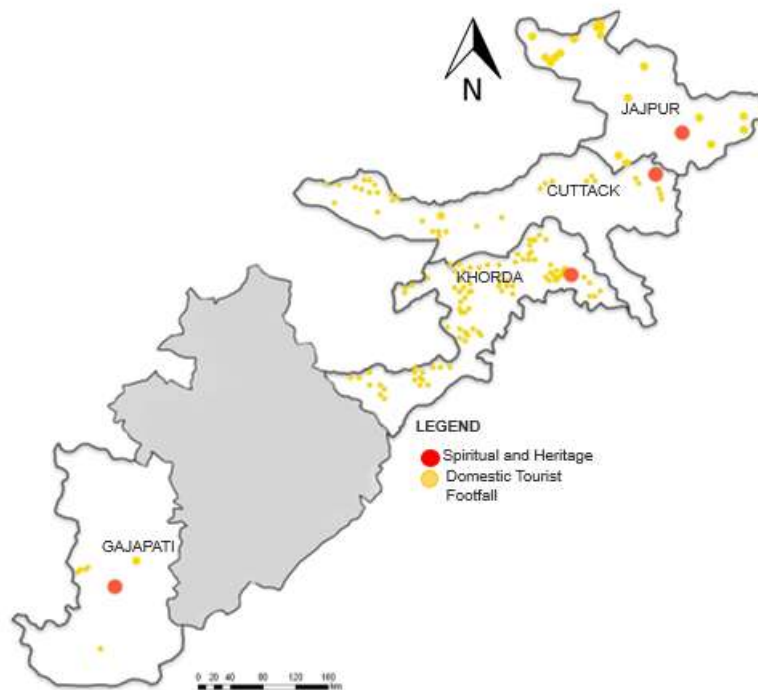 N
JAJPUR
CUTTACK
KHORDA
LEGEND
Spiritual and Heritage
Domestic Tourist
Footfall
GAJAPATI
0 20 40 80 120 160